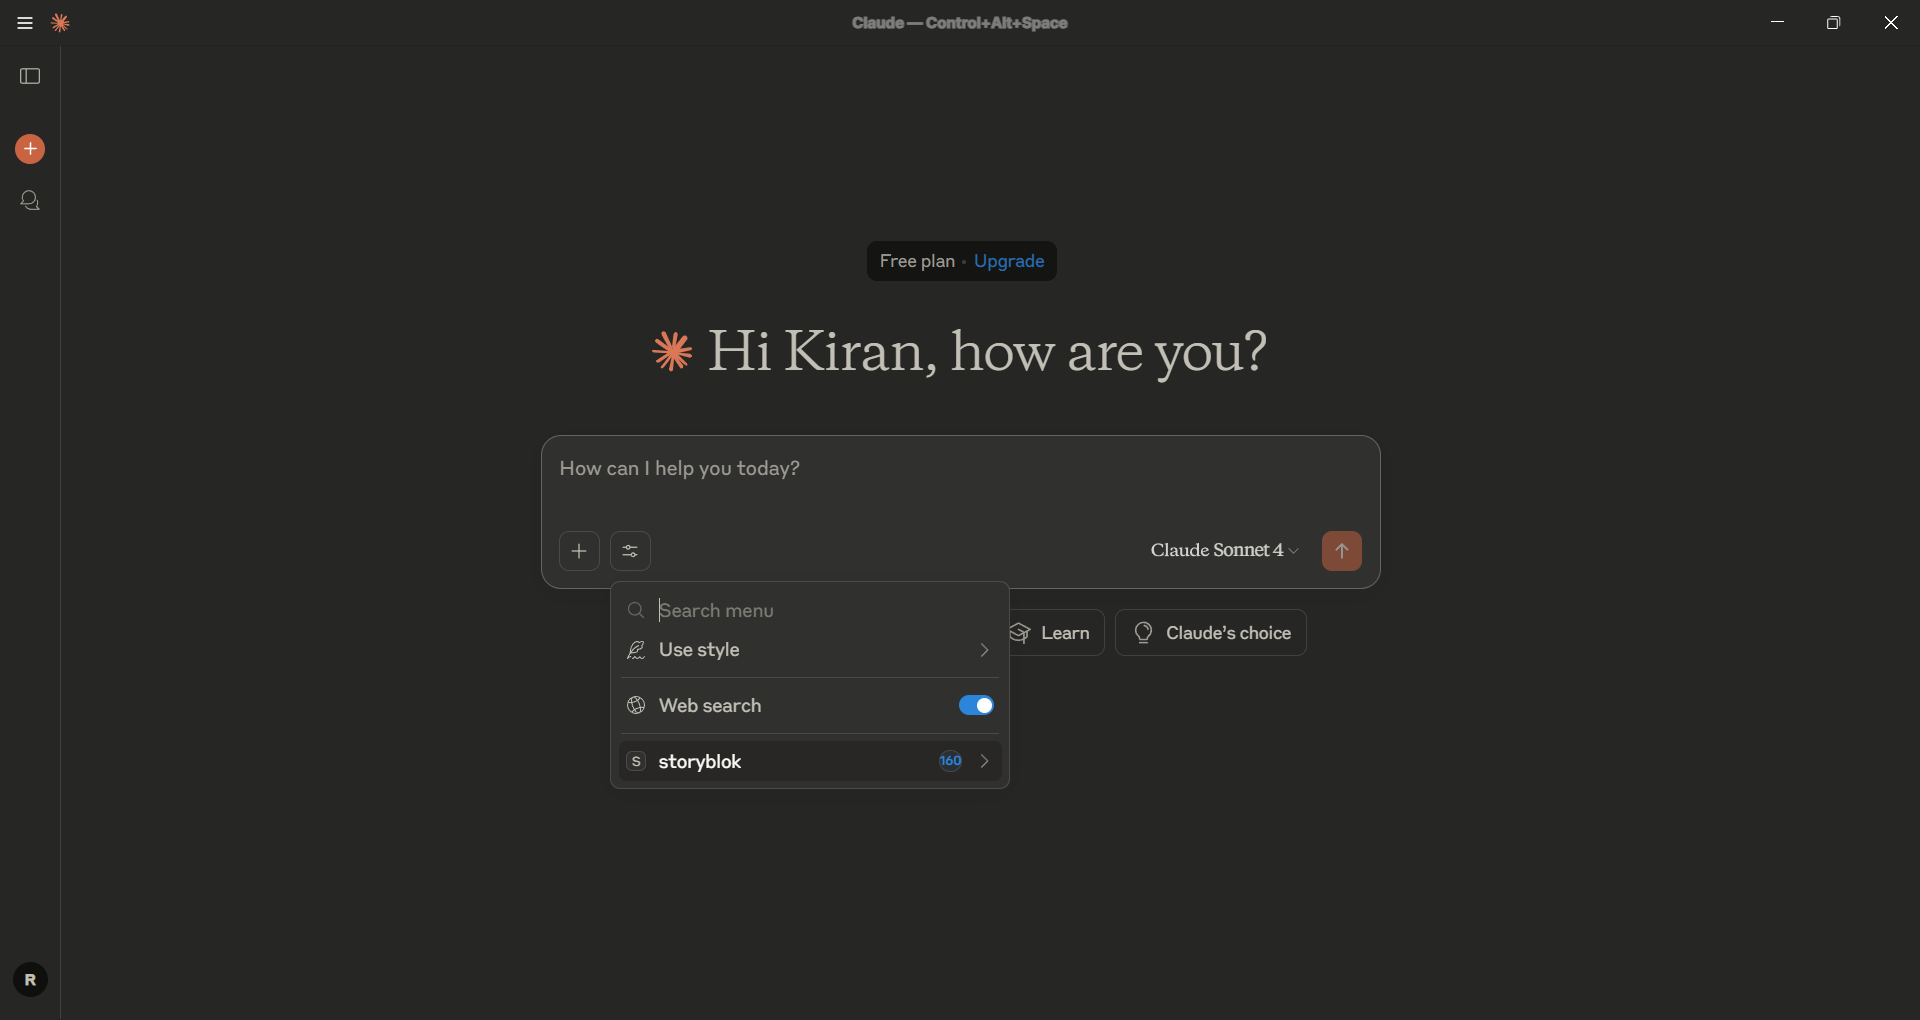 Claude — Control+Alt+Space
Free plan · Upgrade
Hi Kiran, how are you?
How can I help you today?
Claude Sonnet 4
Search menu
Use style
Learn
Claude's choice
Web search
S storyblok 160
R